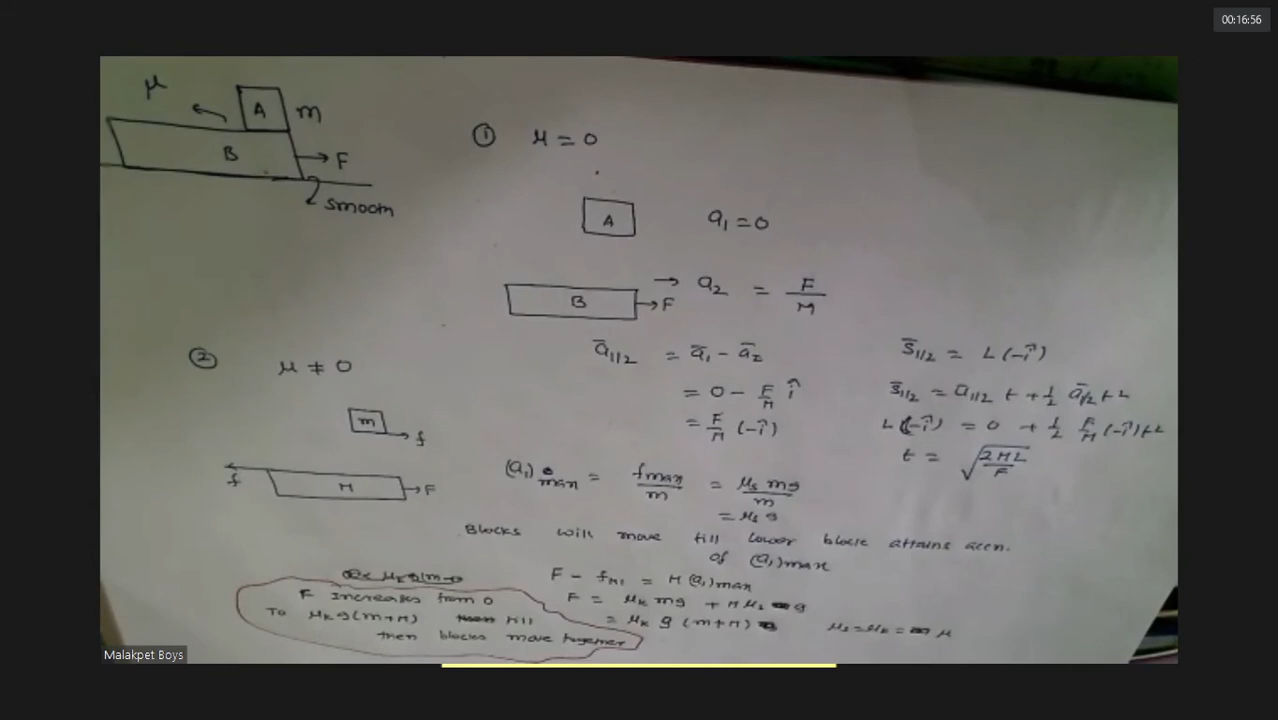 00:16:56
μ
A m
B
F
smooth
① μ = 0
A a₁ = 0
B F → a₂ = F/M
ā₁/₂ = ā₁ - ā₂
= 0 - F/M î
= F/M (-î)
s̄₁/₂ = L (-î)
s̄₁/₂ = ū₁/₂ t + ½ ā₁/₂ t²
L (-î) = 0 + ½ F/M (-î) t²
t = √(2ML/F)
② μ ≠ 0
m f
f M F
(a₁)max = fmax/m = μₛ mg/m
= μₛ g
Blocks will move till lower block attains accn.
of (a₁)max
F - f = M (a₁)max
F = μₖ mg + M μₛ g
= μₖ g (m+M)
μₛ = μₖ = μ
F increases from 0
To μₖ g (m+M) till
then blocks move together
Malakpet Boys